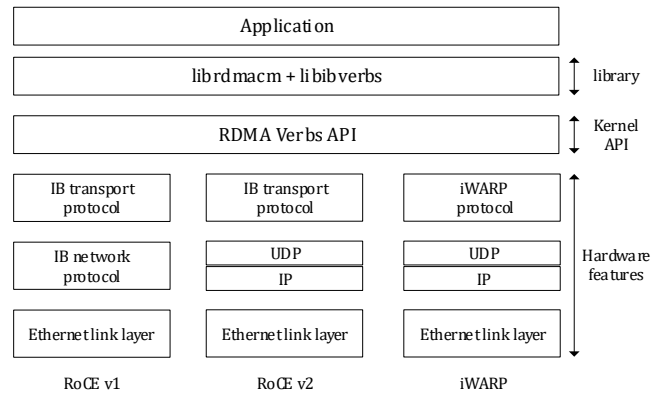 Application
librdmacm + libibverbs
library
RDMA Verbs API
Kernel
API
IB transport
protocol
IB transport
protocol
iWARP
protocol
IB network
protocol
UDP
IP
UDP
IP
Hardware
features
Ethernet link layer
Ethernet link layer
Ethernet link layer
RoCE v1
RoCE v2
iWARP